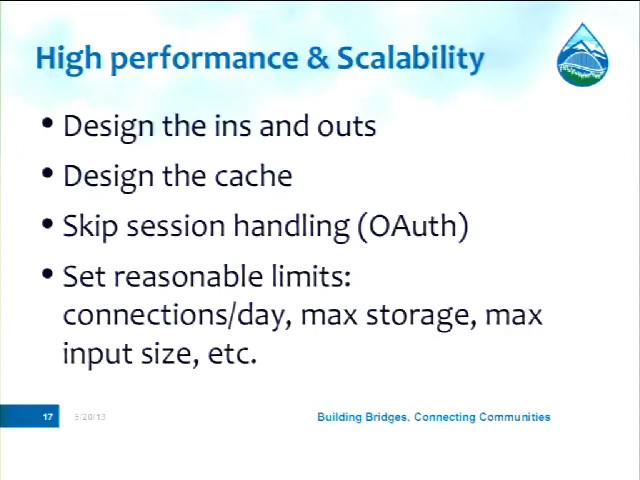 High performance & Scalability
• Design the ins and outs
• Design the cache
• Skip session handling (OAuth)
• Set reasonable limits:
connections/day, max storage, max
input size, etc.
17
5/20/13
Building Bridges, Connecting Communities